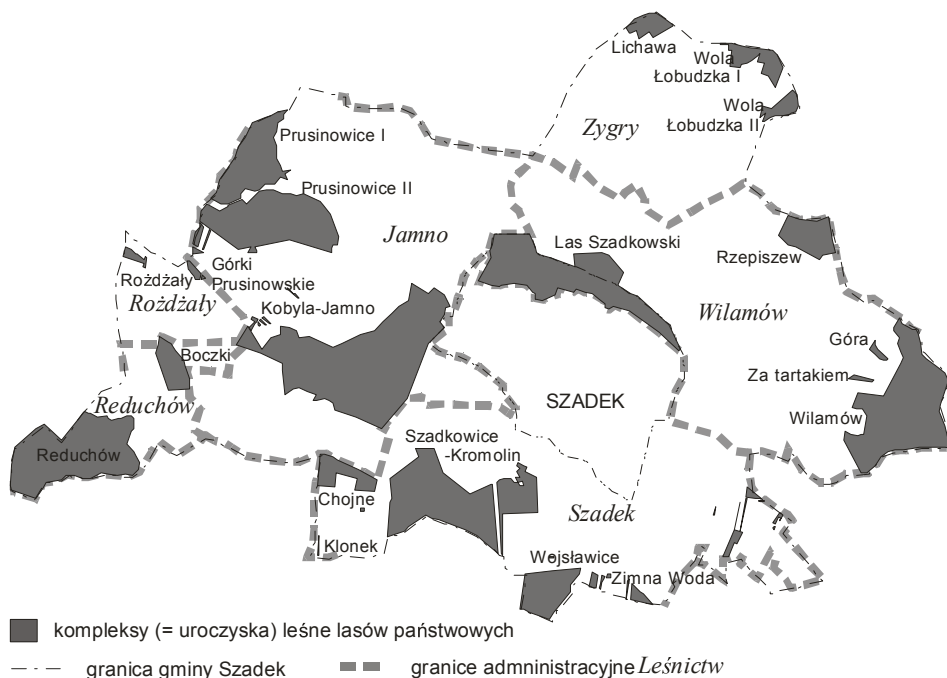 Lichawa
Wola
Łobudzka I
Wola
Łobudzka II
Zygry
Prusinowice I
Prusinowice II
Jamno
Las Szadkowski
Rzepiszew
Górki
Prusinowskie
Rożdżały
Rożdżały
Kobyla-Jamno
Wilamów
Góra
Boczki
Za tartakiem
Reduchów
SZADEK
Wilamów
Reduchów
Szadkowice
-Kromolin
Chojne
Szadek
Klonek
Wojsławice
Zimna Woda
kompleksy (= uroczyska) leśne lasów państwowych
granica gminy Szadek
granice admninistracyjne Leśnictw